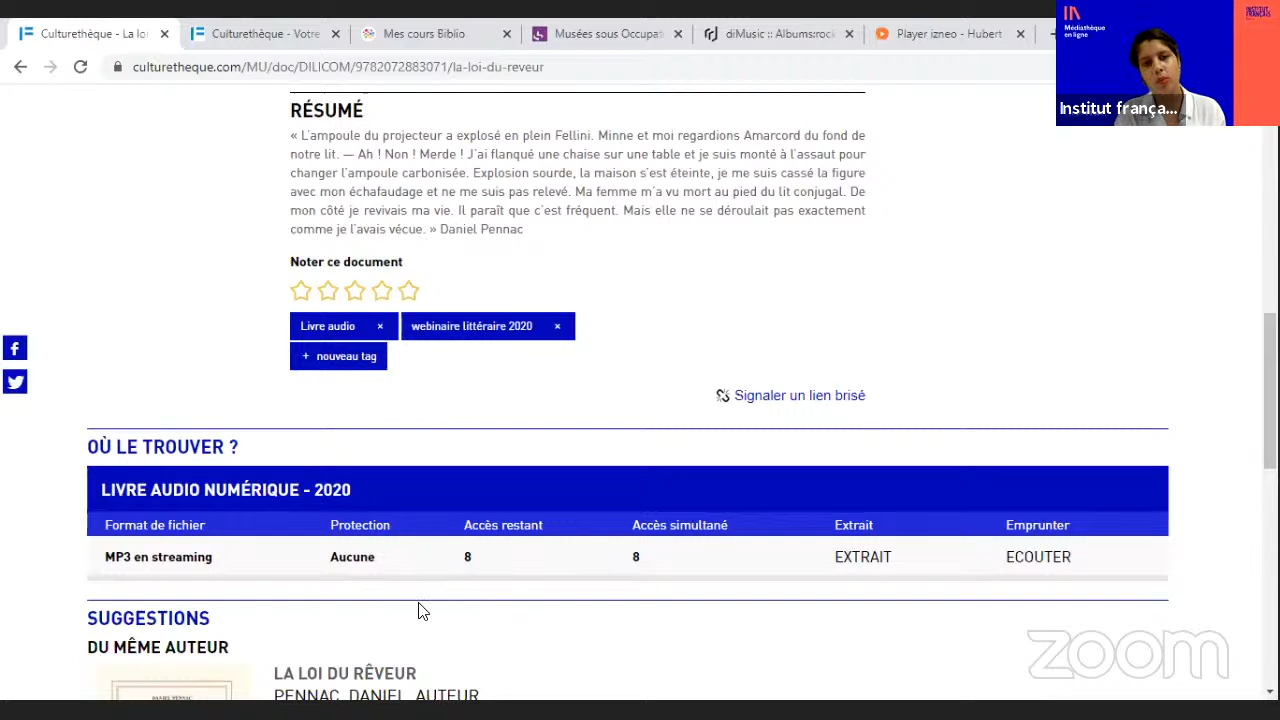 Culturethèque - La loi
Culturethèque - Votre
Mes cours Biblio.
Musées sous Occupat
diMusic :: Albums:rock
Player izneo - Hubert
culturetheque.com/MU/doc/DILICOM/9782072883071/la-loi-du-reveur
Médiathèque
en ligne
INSTITUT
FRANÇAIS
Institut frança...
RÉSUMÉ
« L'ampoule du projecteur a explosé en plein Fellini. Minne et moi regardions Amarcord du fond de
notre lit. — Ah ! Non ! Merde ! J'ai flanqué une chaise sur une table et je suis monté à l'assaut pour
changer l'ampoule carbonisée. Explosion sourde, la maison s'est éteinte, je me suis cassé la figure
avec mon échafaudage et ne me suis pas relevé. Ma femme m'a vu mort au pied du lit conjugal. De
mon côté je revivais ma vie. Il paraît que c'est fréquent. Mais elle ne se déroulait pas exactement
comme je l'avais vécue. » Daniel Pennac
Noter ce document
Livre audio ×
webinaire littéraire 2020 ×
+ nouveau tag
Signaler un lien brisé
OÙ LE TROUVER ?
LIVRE AUDIO NUMÉRIQUE - 2020
Format de fichier Protection Accès restant Accès simultané Extrait Emprunter
MP3 en streaming Aucune 8 8 EXTRAIT ECOUTER
SUGGESTIONS
DU MÊME AUTEUR
LA LOI DU RÊVEUR
PENNAC, DANIEL. AUTEUR
DANIEL PENNAC
zoom